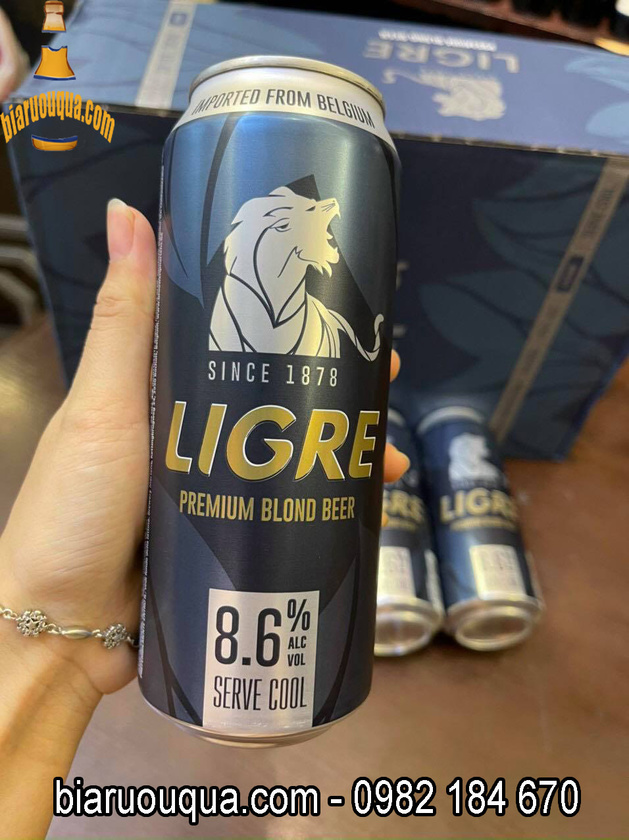 biaruouqua.com
LIGRE
IMPORTED FROM BELGIUM
SINCE 1878
LIGRE
PREMIUM BLOND BEER
8.6%
ALC
VOL
SERVE COOL
LIGRE
biaruouqua.com - 0982 184 670